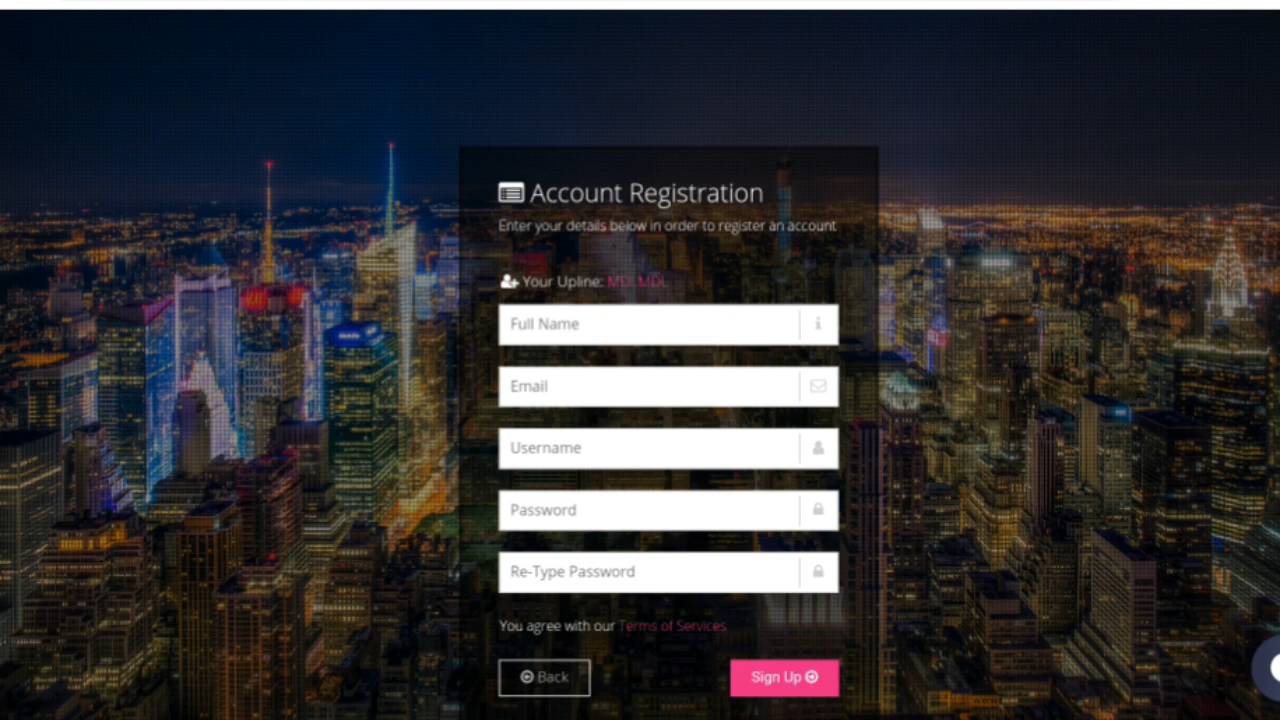 Account Registration
Enter your details below in order to register an account
Your Upline:
Full Name
Email
Username
Password
Re-Type Password
You agree with our Terms of Services
Back
Sign Up